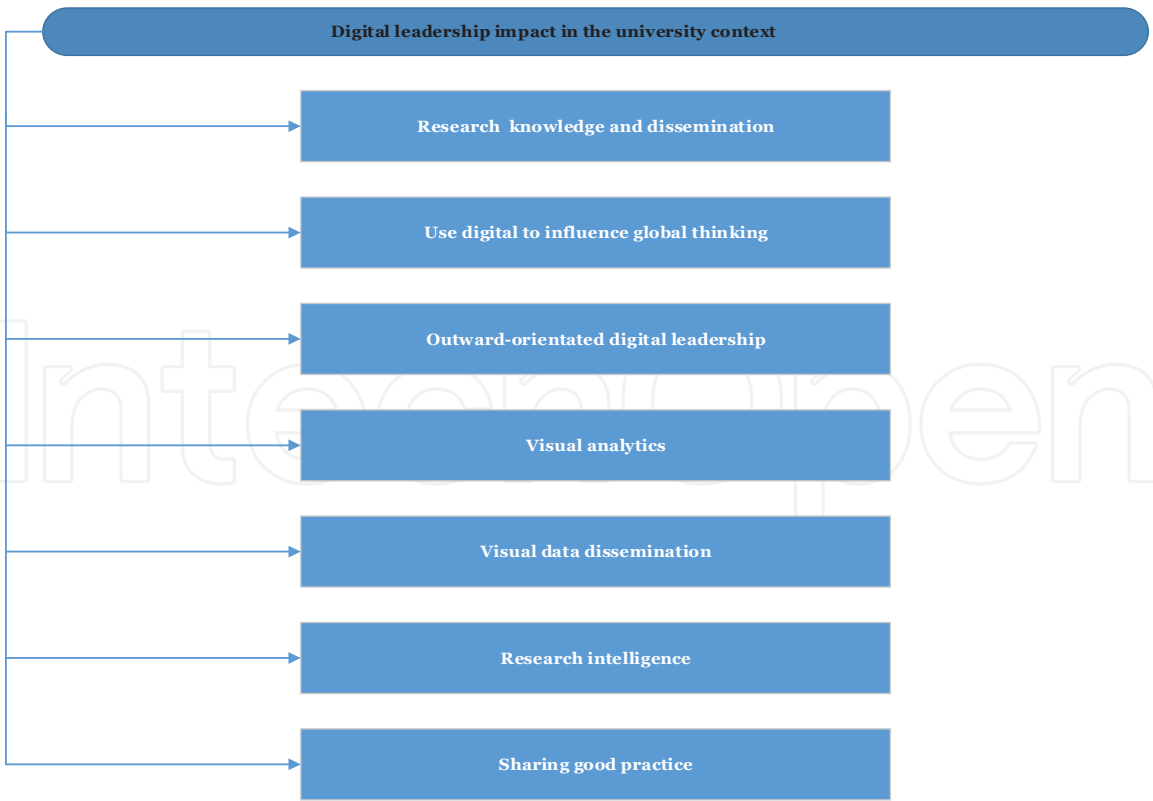 Digital leadership impact in the university context
Research knowledge and dissemination
Use digital to influence global thinking
Outward-orientated digital leadership
IntechOpen
Visual analytics
Visual data dissemination
Research intelligence
Sharing good practice